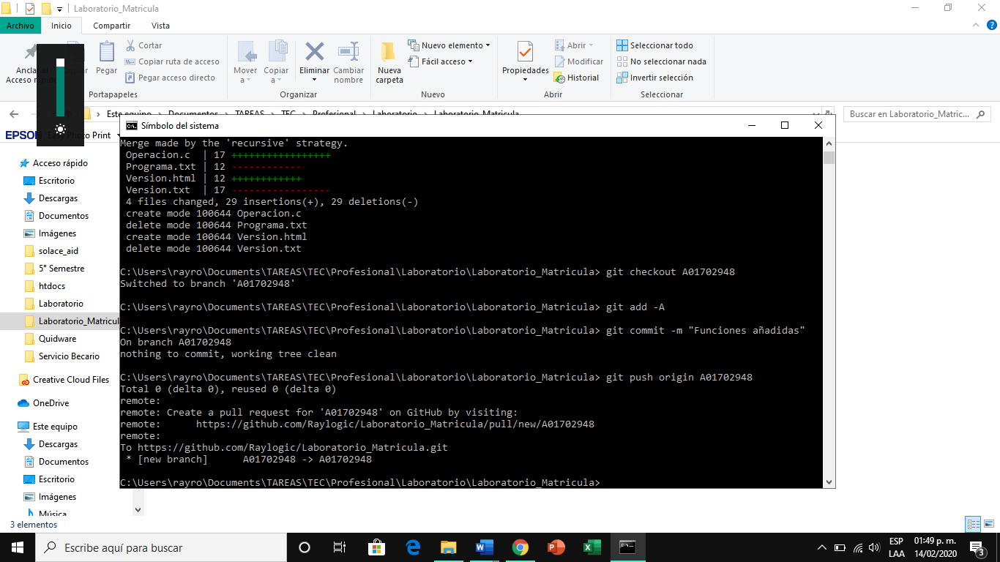 Laboratorio_Matricula
Archivo Inicio Compartir Vista
Cortar
Copiar ruta de acceso
Pegar acceso directo
Pegar
Portapapeles
Mover a
Copiar a
Eliminar
Cambiar nombre
Organizar
Nueva carpeta
Nuevo elemento
Fácil acceso
Nuevo
Propiedades
Abrir
Modificar
Historial
Abrir
Seleccionar todo
No seleccionar nada
Invertir selección
Seleccionar
Este equipo Documentos TAREAS TEC Profesional Laboratorio Laboratorio_Matricula
Buscar en Laboratorio_Matric...
EPSON Photo Print
Acceso rápido
Escritorio
Descargas
Documentos
Imágenes
solace_aid
5° Semestre
htdocs
Laboratorio
Laboratorio_Matricul
Quidware
Servicio Becario
Creative Cloud Files
OneDrive
Este equipo
Descargas
Documentos
Escritorio
Imágenes
Música
3 elementos
Símbolo del sistema
Merge made by the 'recursive' strategy.
Operacion.c | 17 +++++++++++++++++
Programa.txt | 12 ------------
Version.html | 12 ++++++++++++
Version.txt | 17 -----------------
4 files changed, 29 insertions(+), 29 deletions(-)
create mode 100644 Operacion.c
delete mode 100644 Programa.txt
create mode 100644 Version.html
delete mode 100644 Version.txt
C:\Users\rayro\Documents\TAREAS\TEC\Profesional\Laboratorio\Laboratorio_Matricula> git checkout A01702948
Switched to branch 'A01702948'
C:\Users\rayro\Documents\TAREAS\TEC\Profesional\Laboratorio\Laboratorio_Matricula> git add -A
C:\Users\rayro\Documents\TAREAS\TEC\Profesional\Laboratorio\Laboratorio_Matricula> git commit -m "Funciones añadidas"
On branch A01702948
nothing to commit, working tree clean
C:\Users\rayro\Documents\TAREAS\TEC\Profesional\Laboratorio\Laboratorio_Matricula> git push origin A01702948
Total 0 (delta 0), reused 0 (delta 0)
remote:
remote: Create a pull request for 'A01702948' on GitHub by visiting:
remote: https://github.com/Raylogic/Laboratorio_Matricula/pull/new/A01702948
remote:
To https://github.com/Raylogic/Laboratorio_Matricula.git
* [new branch] A01702948 -> A01702948
C:\Users\rayro\Documents\TAREAS\TEC\Profesional\Laboratorio\Laboratorio_Matricula>
Escribe aquí para buscar
ESP
LAA
01:49 p. m.
14/02/2020
3